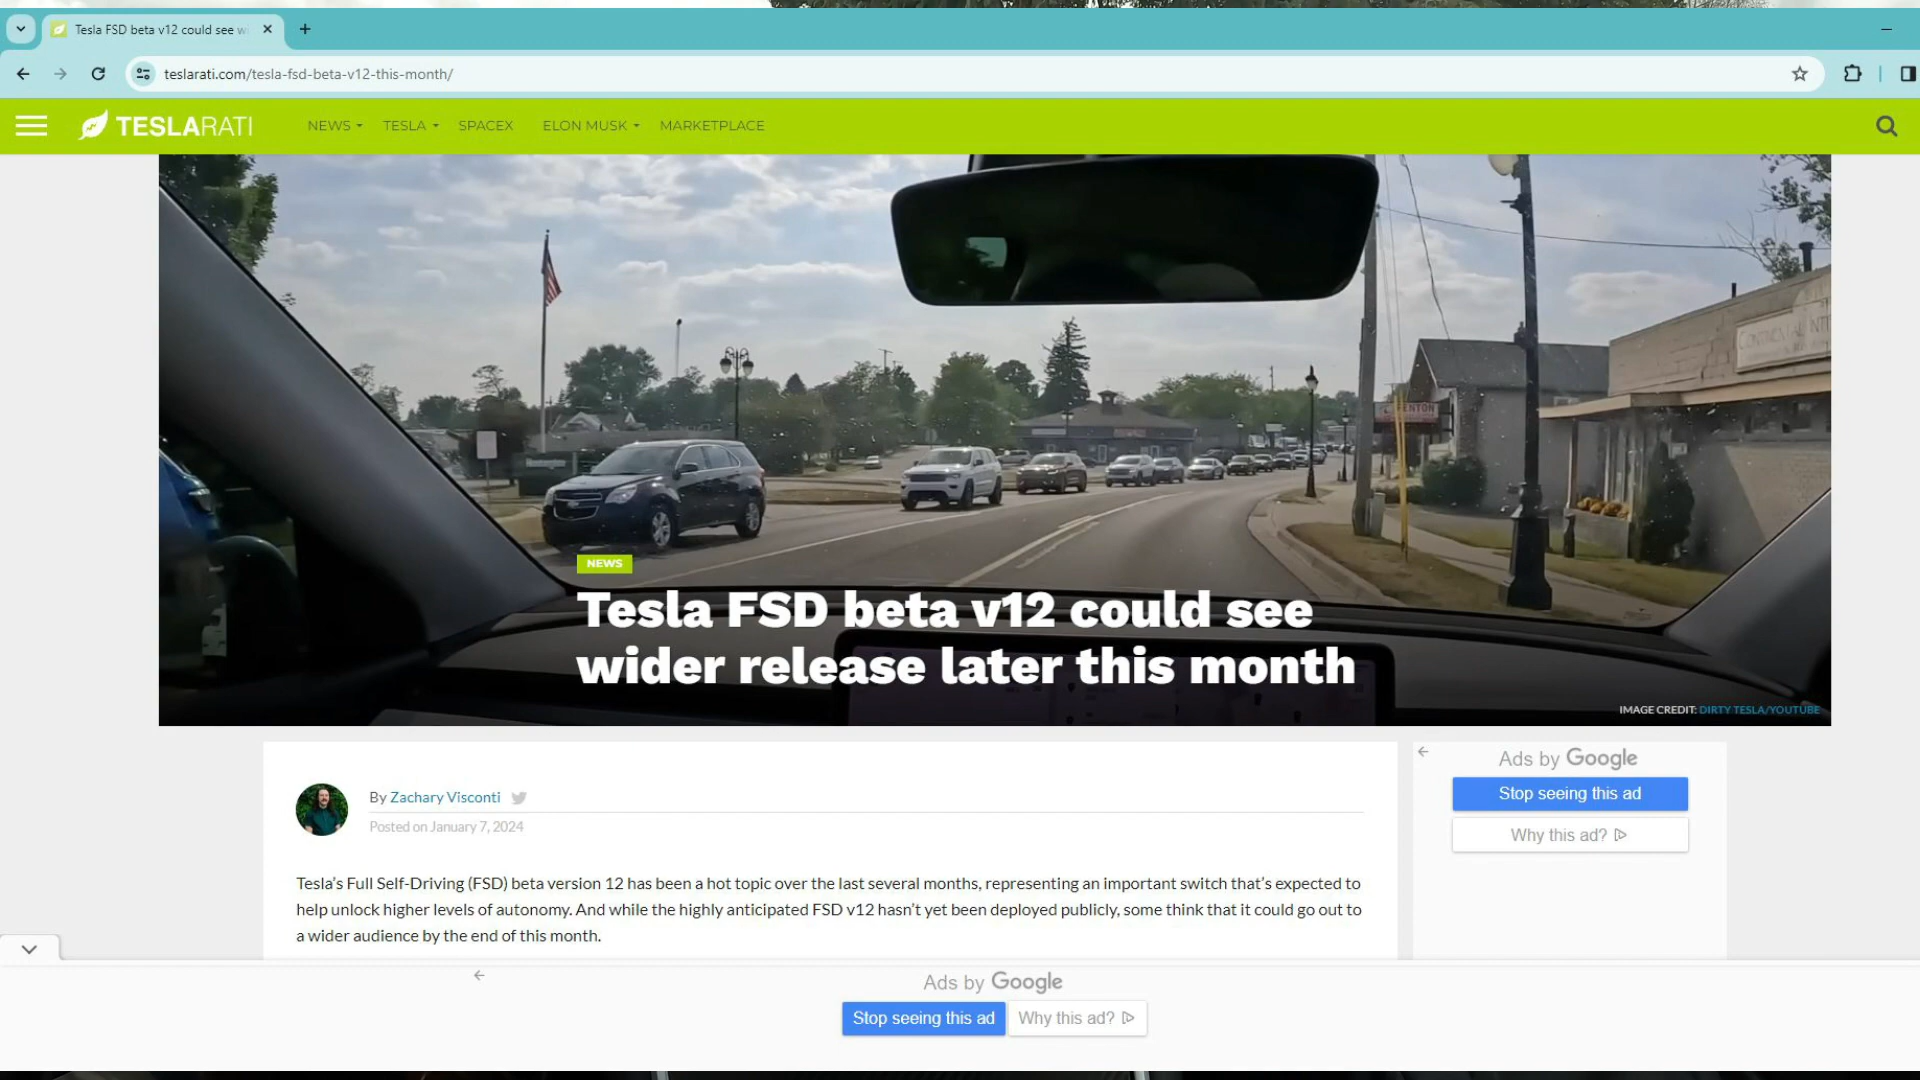 Tesla FSD beta v12 could see w
teslarati.com/tesla-fsd-beta-v12-this-month/
TESLARATI
NEWS
TESLA
SPACEX
ELON MUSK
MARKETPLACE
FENTON
NEWS
Tesla FSD beta v12 could see
wider release later this month
IMAGE CREDIT: DIRTY TESLA/YOUTUBE
By Zachary Visconti
Posted on January 7, 2024
Tesla’s Full Self-Driving (FSD) beta version 12 has been a hot topic over the last several months, representing an important switch that’s expected to
help unlock higher levels of autonomy. And while the highly anticipated FSD v12 hasn’t yet been deployed publicly, some think that it could go out to
a wider audience by the end of this month.
Ads by Google
Stop seeing this ad
Why this ad?
Ads by Google
Stop seeing this ad
Why this ad?